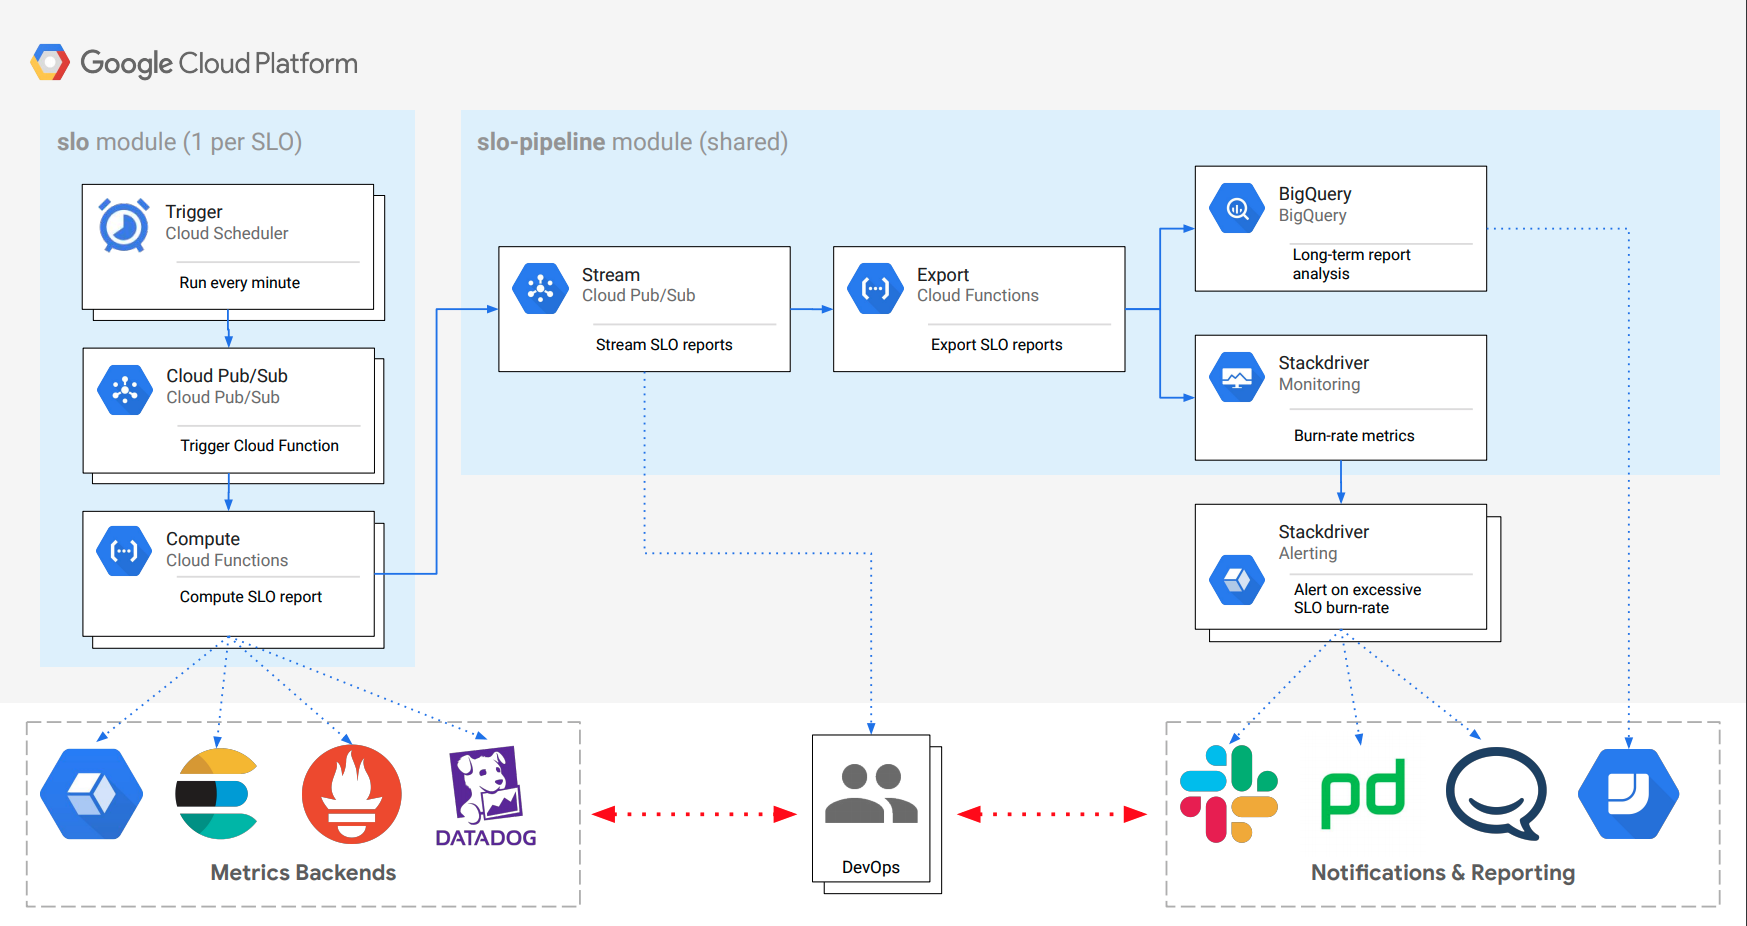 Google Cloud Platform
slo module (1 per SLO)
Trigger
Cloud Scheduler
Run every minute
Cloud Pub/Sub
Cloud Pub/Sub
Trigger Cloud Function
Compute
Cloud Functions
Compute SLO report
slo-pipeline module (shared)
Stream
Cloud Pub/Sub
Stream SLO reports
Export
Cloud Functions
Export SLO reports
BigQuery
BigQuery
Long-term report
analysis
Stackdriver
Monitoring
Burn-rate metrics
Stackdriver
Alerting
Alert on excessive
SLO burn-rate
DATADOG
Metrics Backends
DevOps
pd
Notifications & Reporting